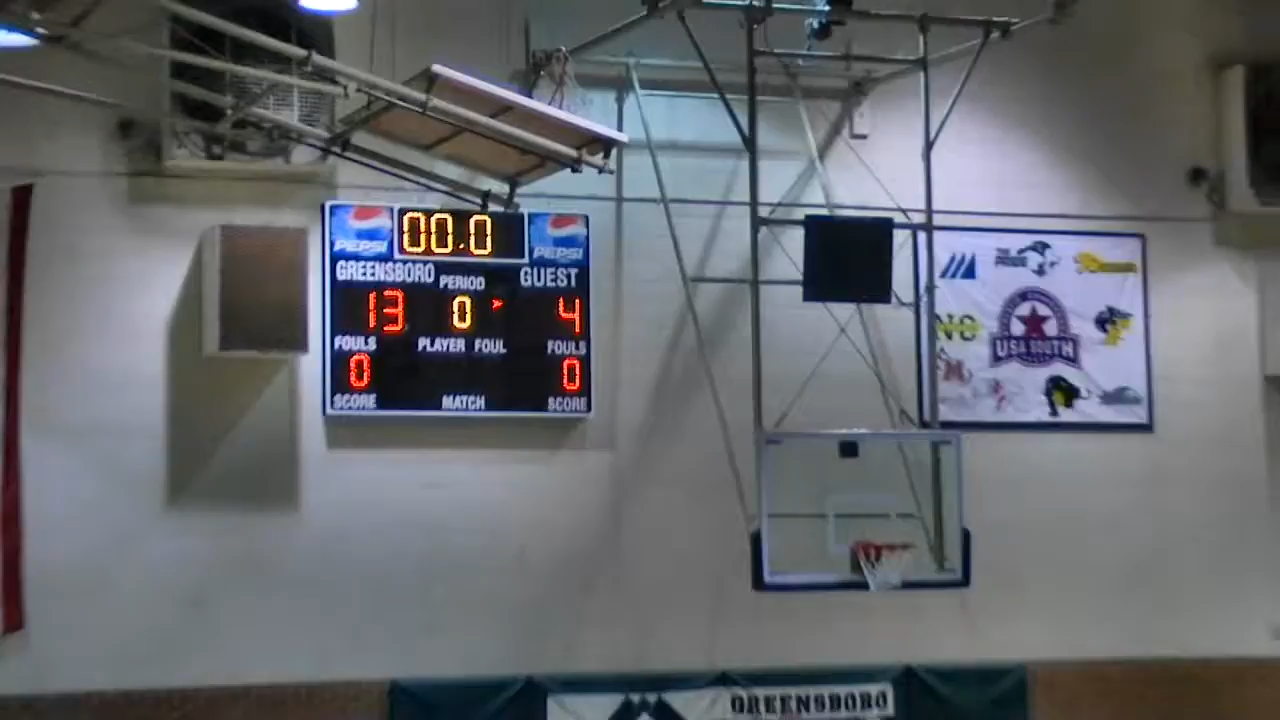 PEPSI 00.0 PEPSI
GREENSBORO PERIOD GUEST
13 0 4
FOULS PLAYER FOUL FOULS
0 0
SCORE MATCH SCORE
USA SOUTH
GREENSBORO